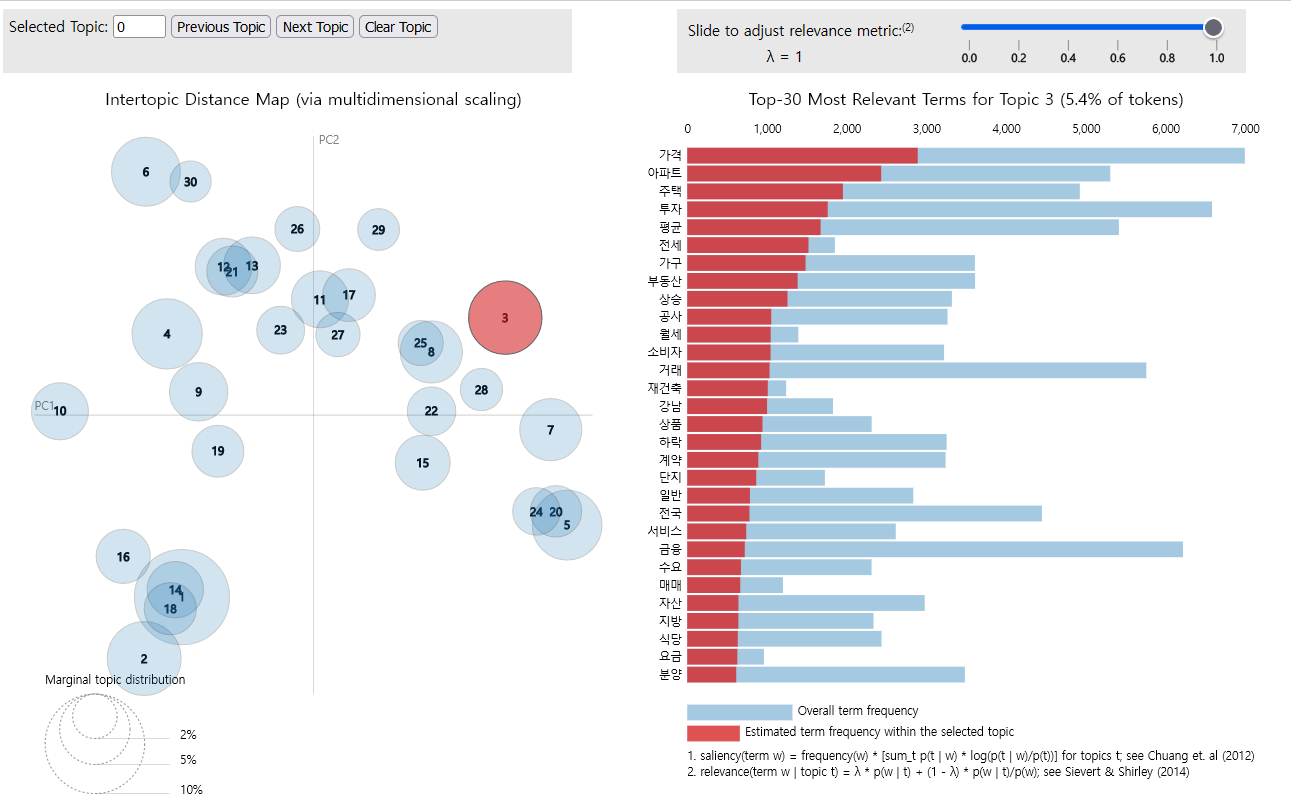 Selected Topic: 0 Previous Topic Next Topic Clear Topic
Slide to adjust relevance metric:(2)
λ = 1
0.0 0.2 0.4 0.6 0.8 1.0
Intertopic Distance Map (via multidimensional scaling)
PC2
PC1
6
30
26
29
12
21
13
11
17
3
4
23
27
25
8
9
28
10
22
7
19
15
24
20
5
16
14
1
18
2
Marginal topic distribution
2%
5%
10%
Top-30 Most Relevant Terms for Topic 3 (5.4% of tokens)
0 1,000 2,000 3,000 4,000 5,000 6,000 7,000
가격
아파트
주택
투자
평균
전세
가구
부동산
상승
공사
월세
소비자
거래
재건축
강남
상품
하락
계약
단지
일반
전국
서비스
금융
수요
매매
자산
지방
식당
요금
분양
Overall term frequency
Estimated term frequency within the selected topic
1. saliency(term w) = frequency(w) * [sum_t p(t | w) * log(p(t | w)/p(t))] for topics t; see Chuang et. al (2012)
2. relevance(term w | topic t) = λ * p(w | t) + (1 - λ) * p(w | t)/p(w); see Sievert & Shirley (2014)